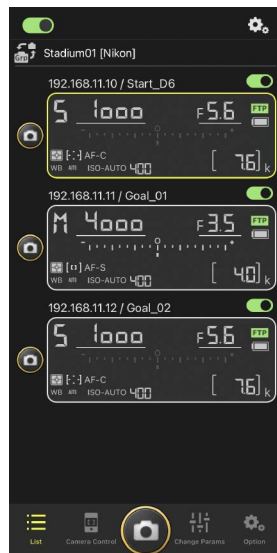 Grp Stadium01 [Nikon]
192.168.11.10 / Start_D6
S 1000 F5.6 FTP
AF-C
WB ISO-AUTO 400 [ 7.6] k
192.168.11.11 / Goal_01
M 4000 F3.5 FTP
AF-S
WB ISO-AUTO 400 [ 4.0] k
192.168.11.12 / Goal_02
S 1000 F5.6 FTP
AF-C
WB ISO-AUTO 400 [ 7.6] k
List Camera Control Change Params Option